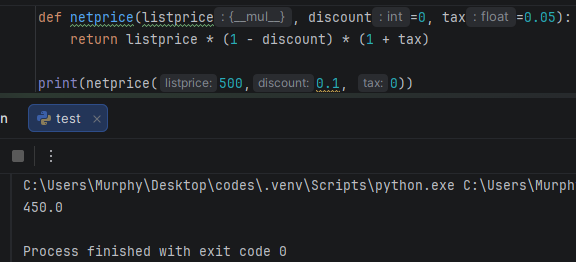 def netprice(listprice : {__mul__} , discount : int =0, tax : float =0.05):
    return listprice * (1 - discount) * (1 + tax)
print(netprice( listprice: 500, discount: 0.1, tax: 0))
n test ×
C:\Users\Murphy\Desktop\codes\.venv\Scripts\python.exe C:\Users\Murph
450.0
Process finished with exit code 0